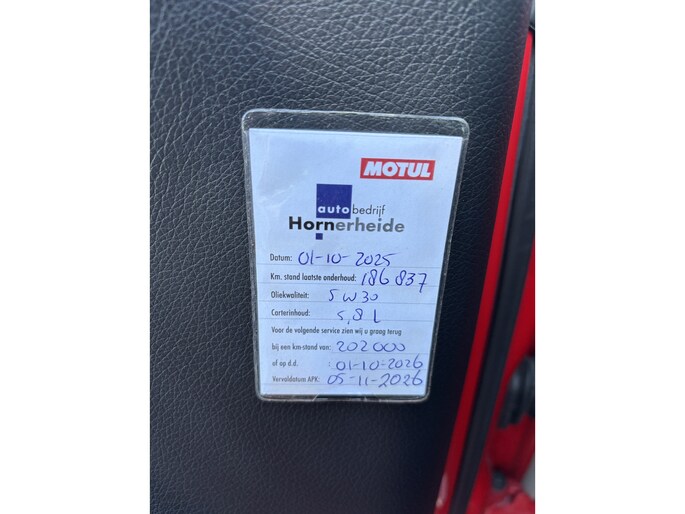 MOTUL
auto bedrijf
Hornerheide
Datum: 01-10-2025
Km. stand laatste onderhoud: 186837
Oliekwaliteit: 5W30
Carterinhoud: 5,8 L
Voor de volgende service zien wij u graag terug
bij een km-stand van: 202000
of op d.d. : 01-10-2026
Vervaldatum APK: 05-11-2026